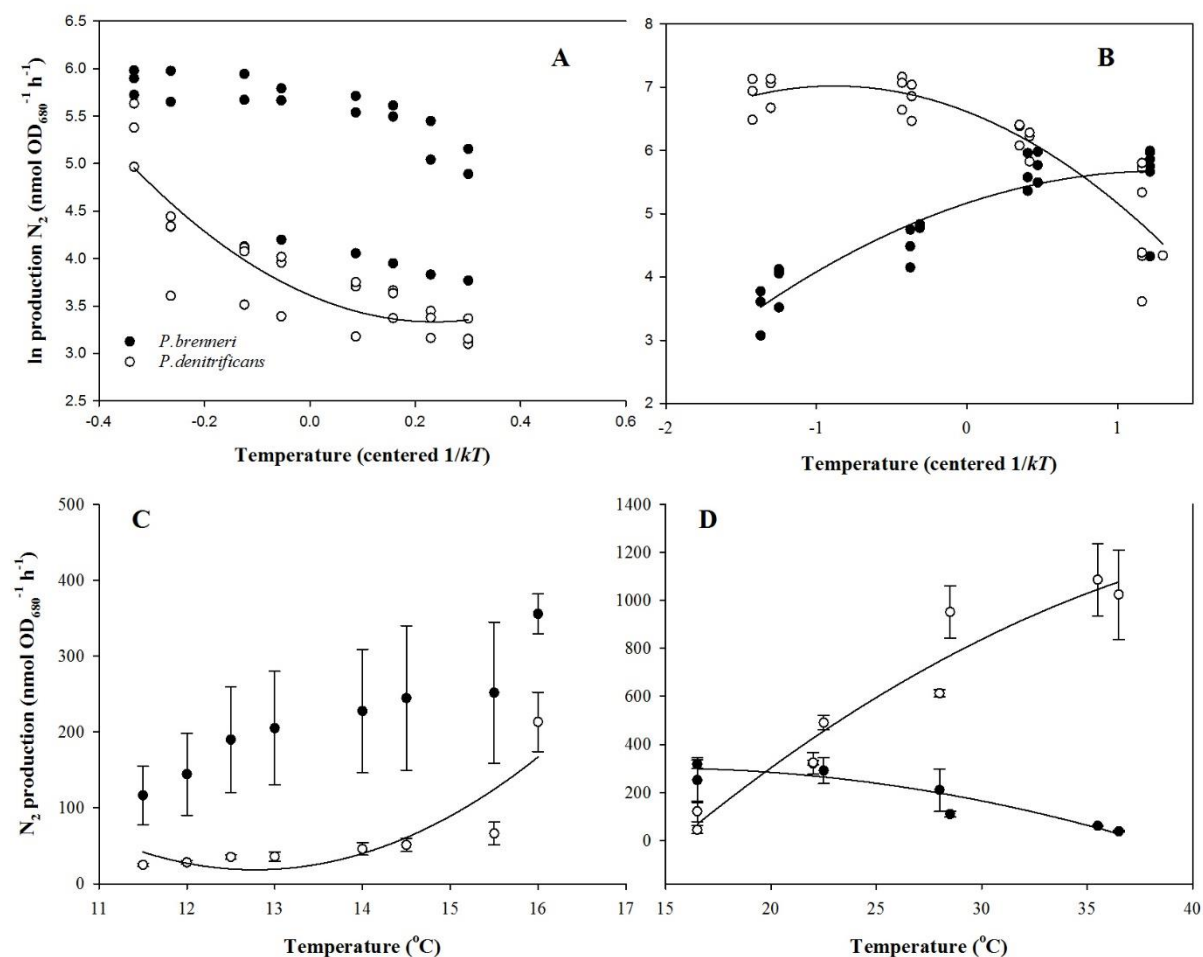 6.5
6.0
5.5
5.0
4.5
4.0
3.5
3.0
2.5
ln production N₂ (nmol OD₆₈₀⁻¹ h⁻¹)
A
P.brenneri
P.denitrificans
-0.4 -0.2 0.0 0.2 0.4 0.6
Temperature (centered 1/kT)
8
7
6
5
4
3
2
B
-2 -1 0 1
Temperature (centered 1/kT)
500
400
300
200
100
0
N₂ production (nmol OD₆₈₀⁻¹ h⁻¹)
C
11 12 13 14 15 16 17
Temperature (°C)
1400
1200
1000
800
600
400
200
0
D
15 20 25 30 35 40
Temperature (°C)